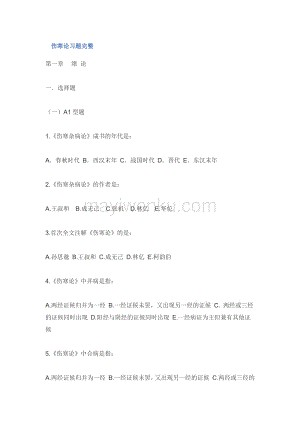 伤寒论习题完整
第一章 绪 论
一、选择题
（一）A1型题
1.《伤寒杂病论》成书的年代是：
A、春秋时代 B、西汉末年 C、战国时代 D、晋代 E、东汉末年
2.《伤寒杂病论》的作者是：
A.王叔和 B.成无己 C.张机 D.林亿 E.华佗
3.首次全文注解《伤寒论》的是：
A.孙思邈 B.王叔和 C.成无己 D.林亿 E.柯韵伯
4.《伤寒论》中并病是指：
A.两经证候归并为一经 B.一经证候未罢，又出现另一经的证候 C.两经或三经
的证候同时出现 D.阳经与阴经的证候同时出现 E.一经病证为主但兼有其他证
候
5.《伤寒论》中合病是指：
A.两经证候归并为一经 B.一经证候未罢，又出现另一经的证候 C.两经或三经的